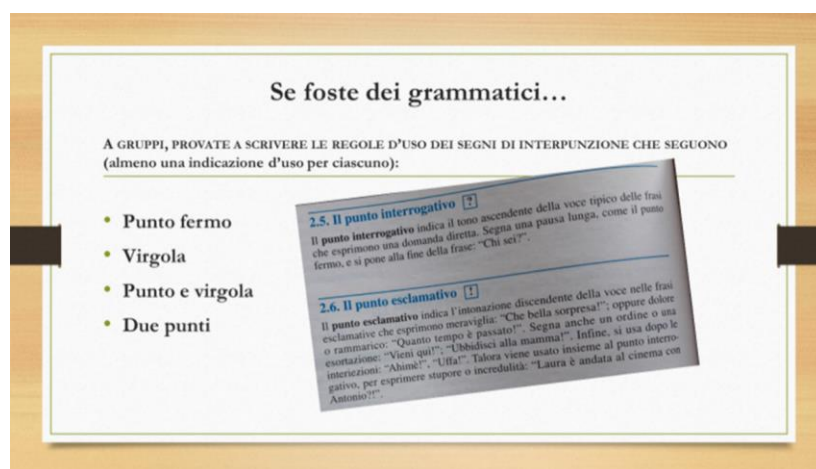 Se foste dei grammatici…
A GRUPPI, PROVATE A SCRIVERE LE REGOLE D'USO DEI SEGNI DI INTERPUNZIONE CHE SEGUONO
(almeno una indicazione d'uso per ciascuno):
• Punto fermo
• Virgola
• Punto e virgola
• Due punti
2.5. Il punto interrogativo ?
Il punto interrogativo indica il tono ascendente della voce tipico delle frasi
che esprimono una domanda diretta. Segna una pausa lunga, come il punto
fermo, e si pone alla fine della frase: “Chi sei?”.
2.6. Il punto esclamativo !
Il punto esclamativo indica l’intonazione discendente della voce nelle frasi
esclamative che esprimono meraviglia: “Che bella sorpresa!”; oppure dolore
o rammarico: “Quanto tempo è passato!”. Segna anche un ordine o una
esortazione: “Vieni qui!”; “Ubbidisci alla mamma!”. Infine, si usa dopo le
interiezioni: “Ahimè!”, “Uffa!”. Talora viene usato insieme al punto interro-
gativo, per esprimere stupore o incredulità: “Laura è andata al cinema con
Antonio?!”.